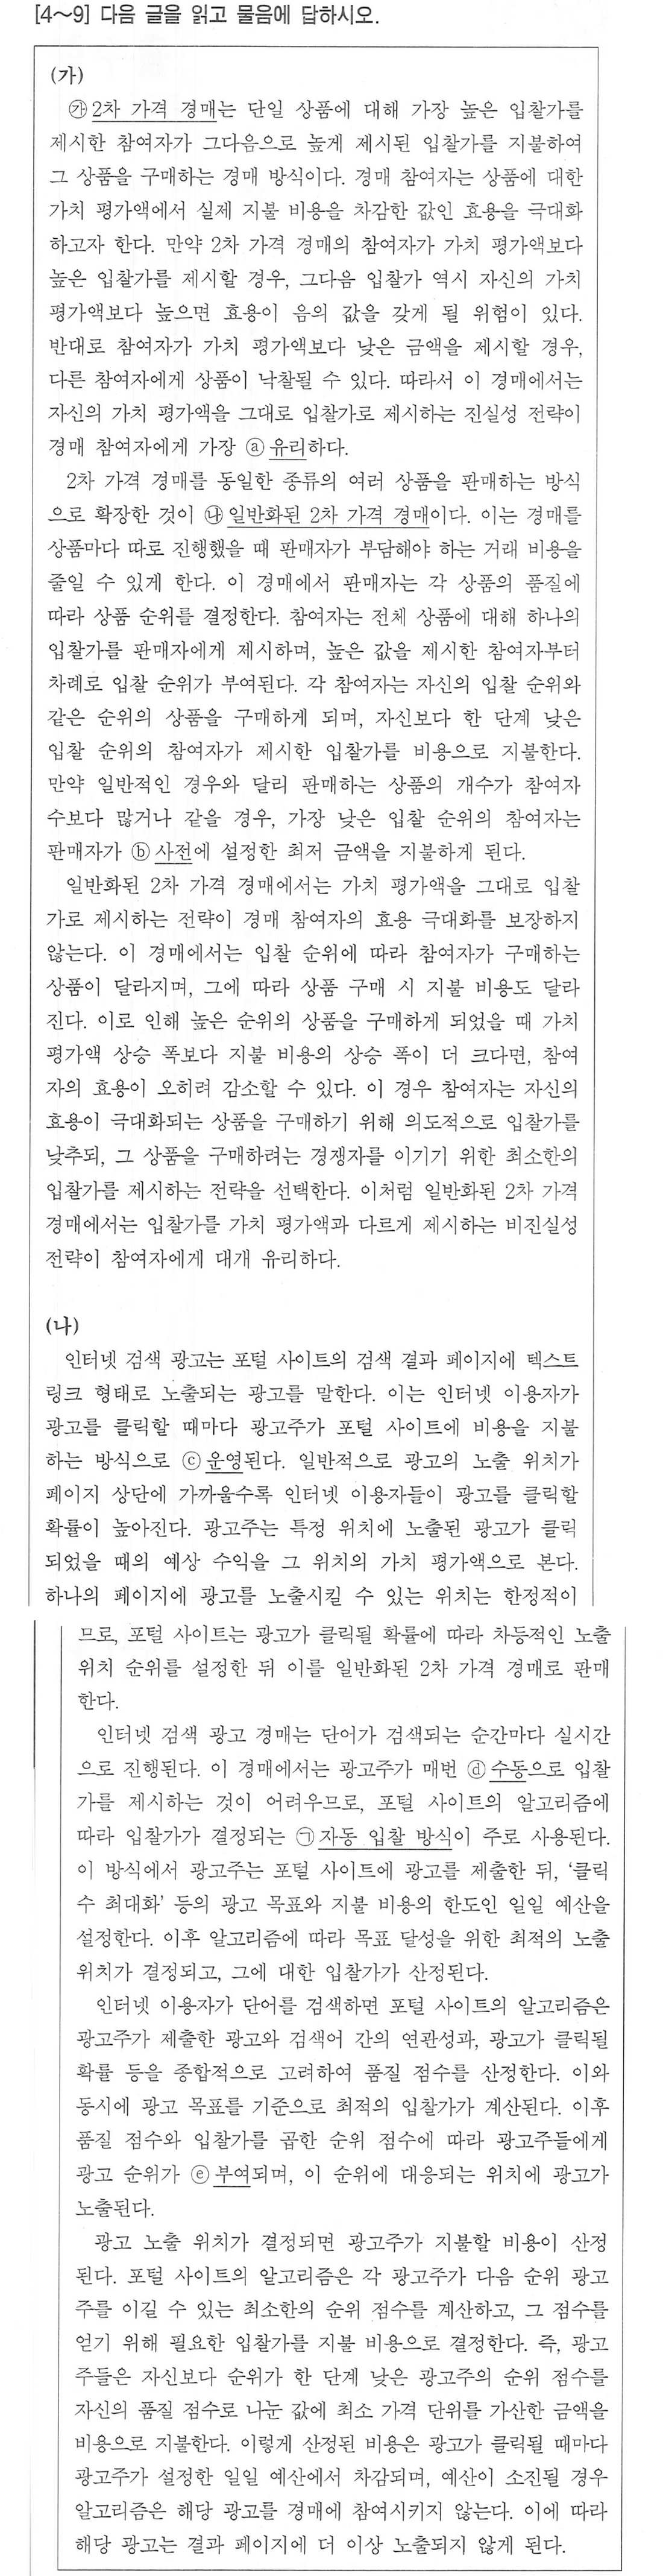 [4~9] 다음 글을 읽고 물음에 답하시오.
(가)
㉮2차 가격 경매는 단일 상품에 대해 가장 높은 입찰가를
제시한 참여자가 그다음으로 높게 제시된 입찰가를 지불하여
그 상품을 구매하는 경매 방식이다. 경매 참여자는 상품에 대한
가치 평가액에서 실제 지불 비용을 차감한 값인 효용을 극대화
하고자 한다. 만약 2차 가격 경매의 참여자가 가치 평가액보다
높은 입찰가를 제시할 경우, 그다음 입찰가 역시 자신의 가치
평가액보다 높으면 효용이 음의 값을 갖게 될 위험이 있다.
반대로 참여자가 가치 평가액보다 낮은 금액을 제시할 경우,
다른 참여자에게 상품이 낙찰될 수 있다. 따라서 이 경매에서는
자신의 가치 평가액을 그대로 입찰가로 제시하는 진실성 전략이
경매 참여자에게 가장 ⓐ유리하다.
2차 가격 경매를 동일한 종류의 여러 상품을 판매하는 방식
으로 확장한 것이 ㉯일반화된 2차 가격 경매이다. 이는 경매를
상품마다 따로 진행했을 때 판매자가 부담해야 하는 거래 비용을
줄일 수 있게 한다. 이 경매에서 판매자는 각 상품의 품질에
따라 상품 순위를 결정한다. 참여자는 전체 상품에 대해 하나의
입찰가를 판매자에게 제시하며, 높은 값을 제시한 참여자부터
차례로 입찰 순위가 부여된다. 각 참여자는 자신의 입찰 순위와
같은 순위의 상품을 구매하게 되며, 자신보다 한 단계 낮은
입찰 순위의 참여자가 제시한 입찰가를 비용으로 지불한다.
만약 일반적인 경우와 달리 판매하는 상품의 개수가 참여자
수보다 많거나 같을 경우, 가장 낮은 입찰 순위의 참여자는
판매자가 ⓑ사전에 설정한 최저 금액을 지불하게 된다.
일반화된 2차 가격 경매에서는 가치 평가액을 그대로 입찰
가로 제시하는 전략이 경매 참여자의 효용 극대화를 보장하지
않는다. 이 경매에서는 입찰 순위에 따라 참여자가 구매하는
상품이 달라지며, 그에 따라 상품 구매 시 지불 비용도 달라
진다. 이로 인해 높은 순위의 상품을 구매하게 되었을 때 가치
평가액 상승 폭보다 지불 비용의 상승 폭이 더 크다면, 참여
자의 효용이 오히려 감소할 수 있다. 이 경우 참여자는 자신의
효용이 극대화되는 상품을 구매하기 위해 의도적으로 입찰가를
낮추되, 그 상품을 구매하려는 경쟁자를 이기기 위한 최소한의
입찰가를 제시하는 전략을 선택한다. 이처럼 일반화된 2차 가격
경매에서는 입찰가를 가치 평가액과 다르게 제시하는 비진실성
전략이 참여자에게 대개 유리하다.
(나)
인터넷 검색 광고는 포털 사이트의 검색 결과 페이지에 텍스트
링크 형태로 노출되는 광고를 말한다. 이는 인터넷 이용자가
광고를 클릭할 때마다 광고주가 포털 사이트에 비용을 지불
하는 방식으로 ⓒ운영된다. 일반적으로 광고의 노출 위치가
페이지 상단에 가까울수록 인터넷 이용자들이 광고를 클릭할
확률이 높아진다. 광고주는 특정 위치에 노출된 광고가 클릭
되었을 때의 예상 수익을 그 위치의 가치 평가액으로 본다.
하나의 페이지에 광고를 노출시킬 수 있는 위치는 한정적이
므로, 포털 사이트는 광고가 클릭될 확률에 따라 차등적인 노출
위치 순위를 설정한 뒤 이를 일반화된 2차 가격 경매로 판매
한다.
인터넷 검색 광고 경매는 단어가 검색되는 순간마다 실시간
으로 진행된다. 이 경매에서는 광고주가 매번 ⓓ수동으로 입찰
가를 제시하는 것이 어려우므로, 포털 사이트의 알고리즘에
따라 입찰가가 결정되는 ㉠자동 입찰 방식이 주로 사용된다.
이 방식에서 광고주는 포털 사이트에 광고를 제출한 뒤, ‘클릭
수 최대화’ 등의 광고 목표와 지불 비용의 한도인 일일 예산을
설정한다. 이후 알고리즘에 따라 목표 달성을 위한 최적의 노출
위치가 결정되고, 그에 대한 입찰가가 산정된다.
인터넷 이용자가 단어를 검색하면 포털 사이트의 알고리즘은
광고주가 제출한 광고와 검색어 간의 연관성과, 광고가 클릭될
확률 등을 종합적으로 고려하여 품질 점수를 산정한다. 이와
동시에 광고 목표를 기준으로 최적의 입찰가가 계산된다. 이후
품질 점수와 입찰가를 곱한 순위 점수에 따라 광고주들에게
광고 순위가 ⓔ부여되며, 이 순위에 대응되는 위치에 광고가
노출된다.
광고 노출 위치가 결정되면 광고주가 지불할 비용이 산정
된다. 포털 사이트의 알고리즘은 각 광고주가 다음 순위 광고
주를 이길 수 있는 최소한의 순위 점수를 계산하고, 그 점수를
얻기 위해 필요한 입찰가를 지불 비용으로 결정한다. 즉, 광고
주들은 자신보다 순위가 한 단계 낮은 광고주의 순위 점수를
자신의 품질 점수로 나눈 값에 최소 가격 단위를 가산한 금액을
비용으로 지불한다. 이렇게 산정된 비용은 광고가 클릭될 때마다
광고주가 설정한 일일 예산에서 차감되며, 예산이 소진될 경우
알고리즘은 해당 광고를 경매에 참여시키지 않는다. 이에 따라
해당 광고는 결과 페이지에 더 이상 노출되지 않게 된다.